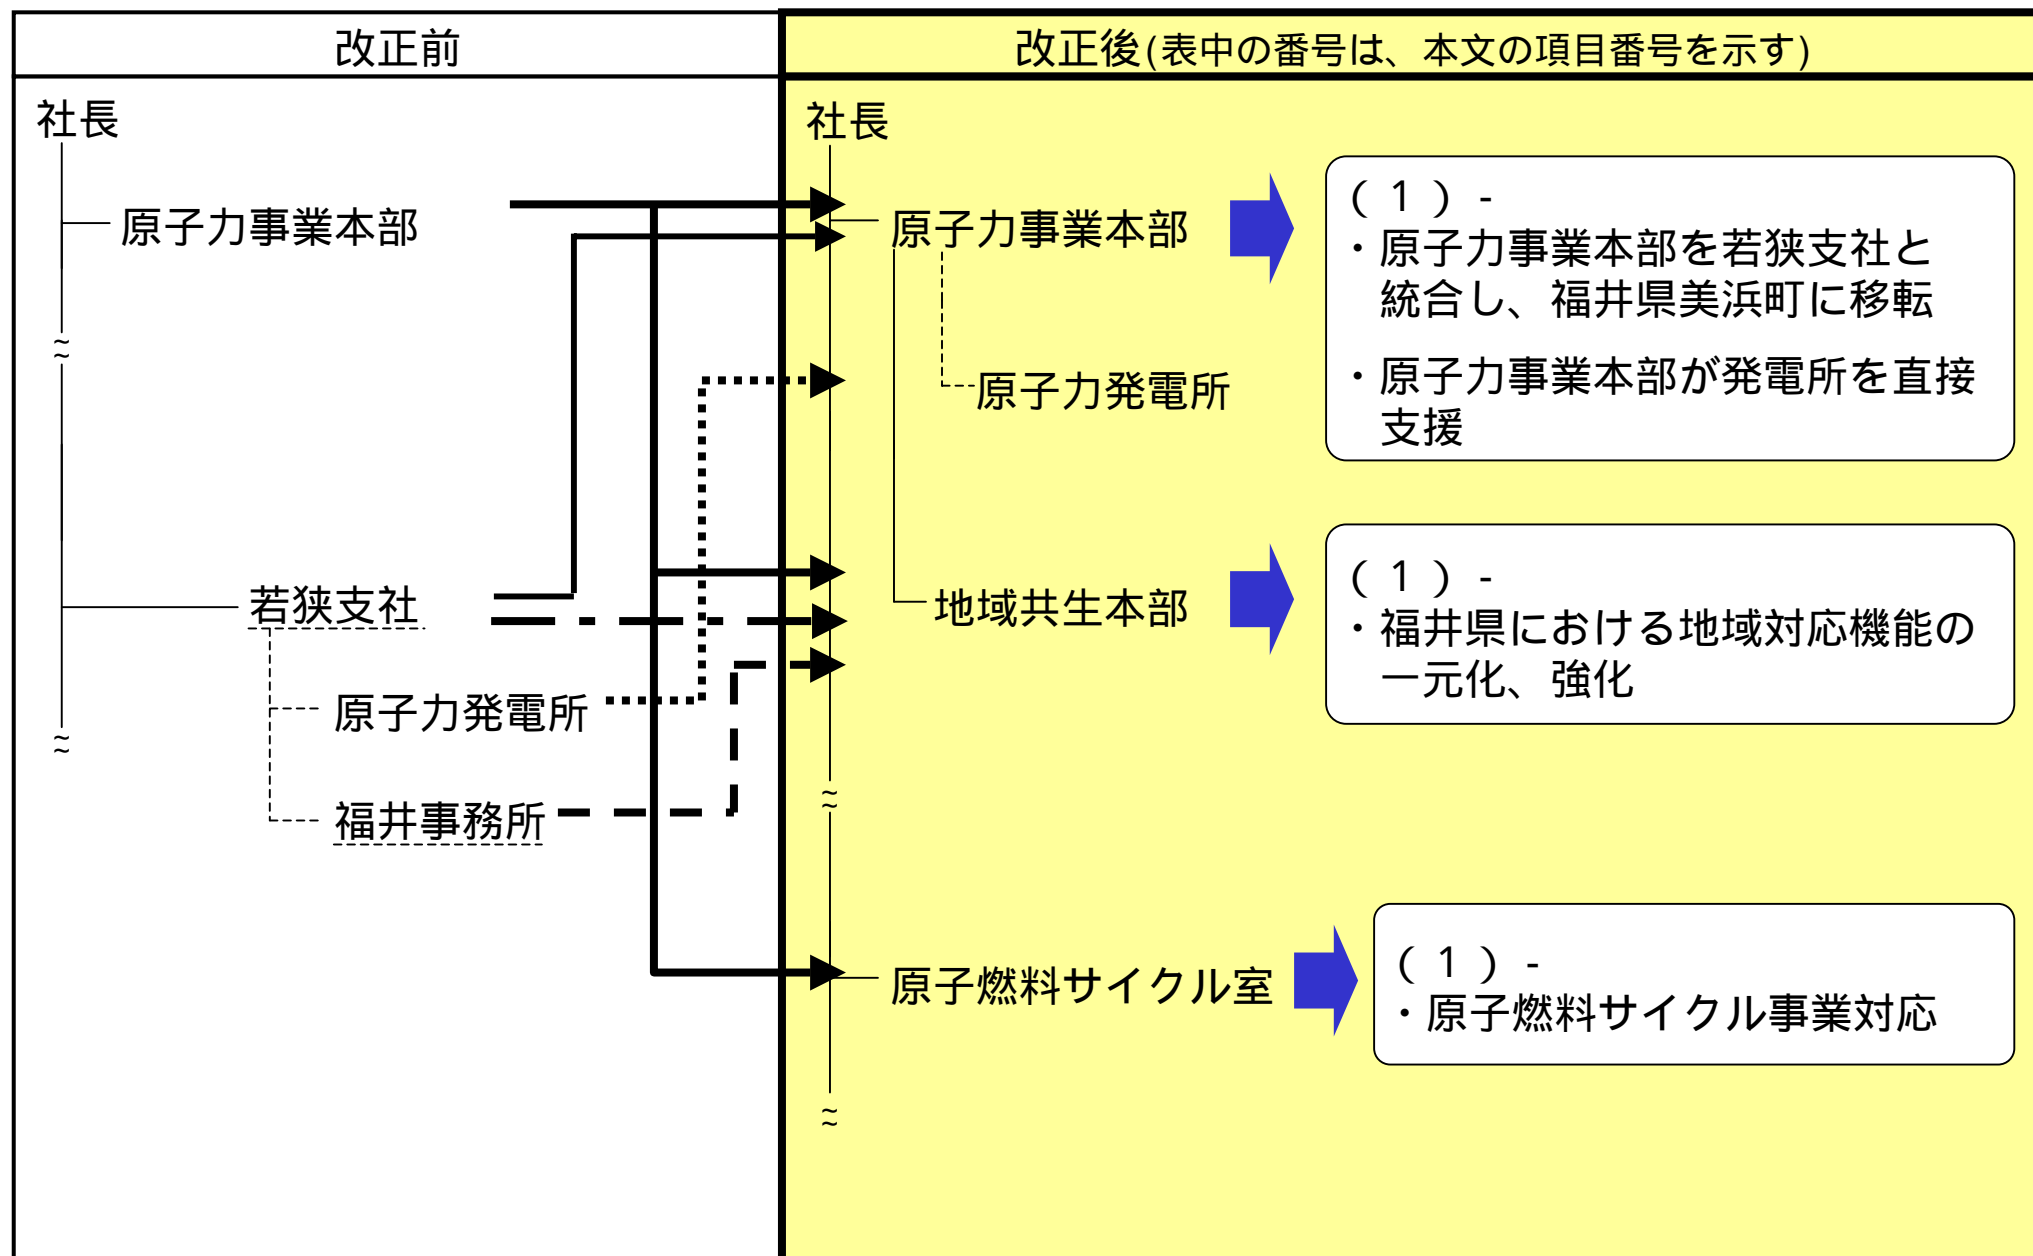 改正前
社長
原子力事業本部
≈
若狭支社
原子力発電所
≈
福井事務所
改正後(表中の番号は、本文の項目番号を示す)
社長
原子力事業本部
原子力発電所
地域共生本部
≈
原子燃料サイクル室
≈
(1)-
・原子力事業本部を若狭支社と
統合し、福井県美浜町に移転
・原子力事業本部が発電所を直接
支援
(1)-
・福井県における地域対応機能の
一元化、強化
(1)-
・原子燃料サイクル事業対応